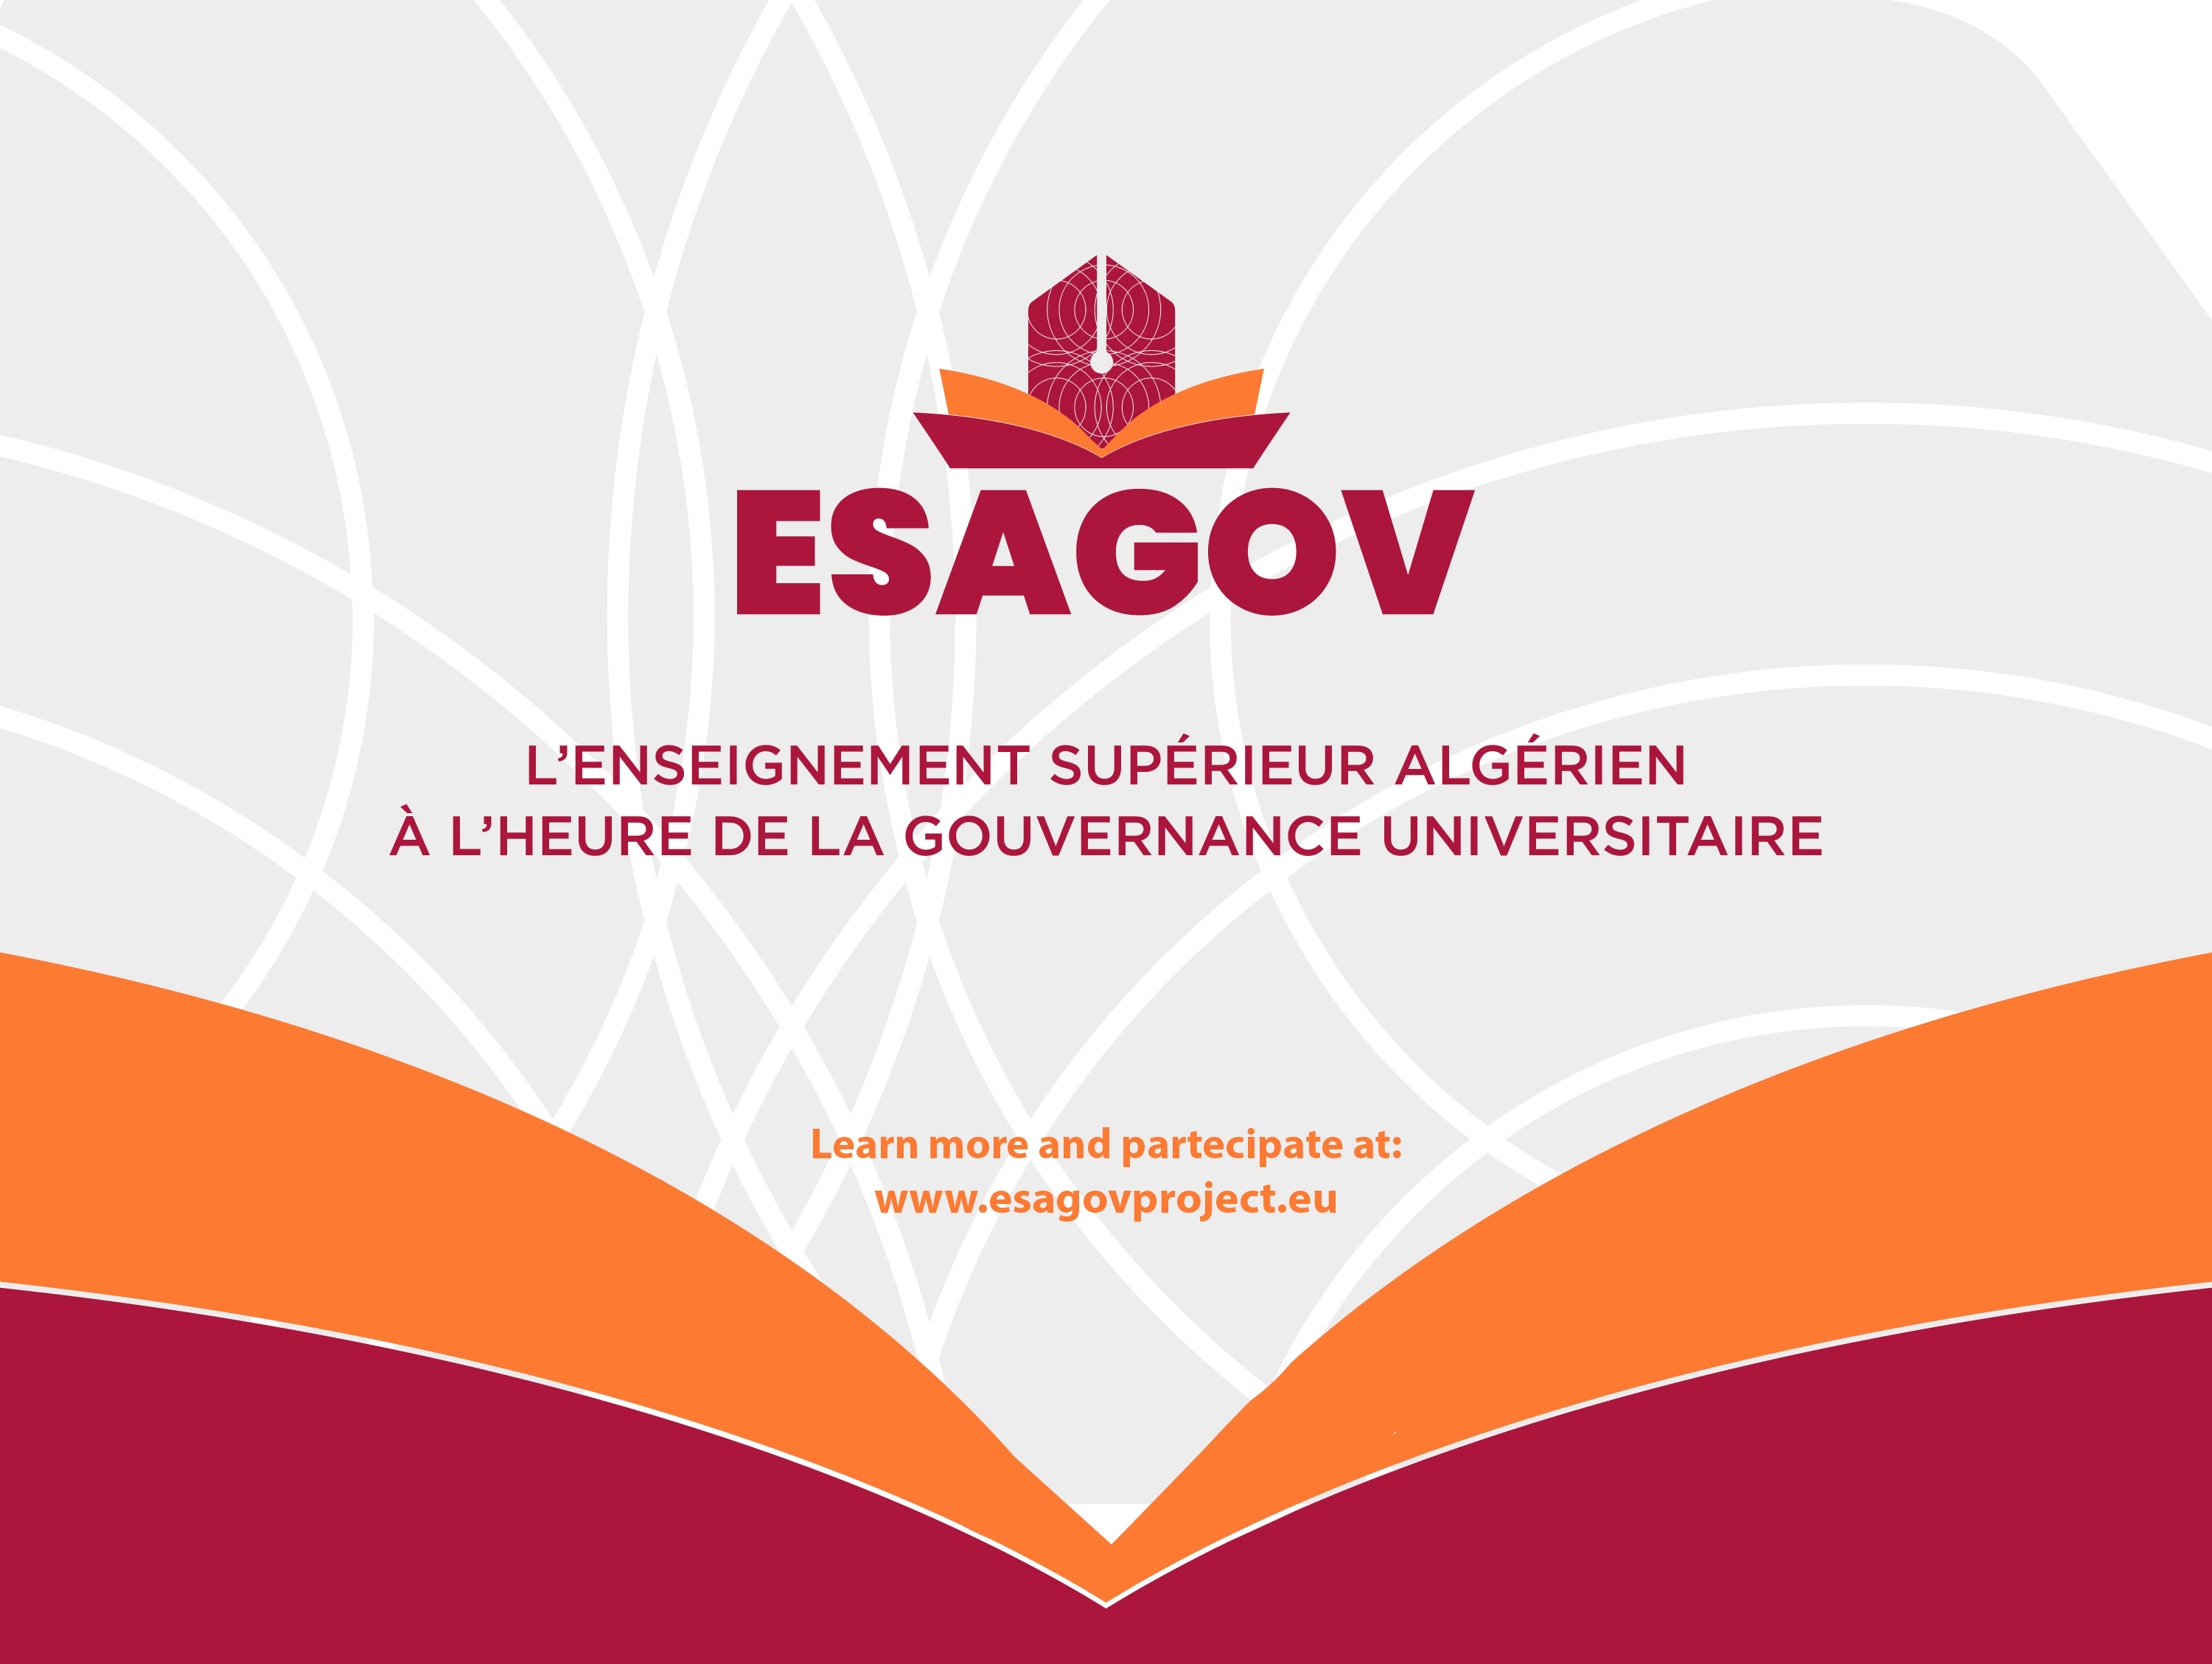 ESAGOV
L'ENSEIGNEMENT SUPÉRIEUR ALGÉRIEN
À L'HEURE DE LA GOUVERNANCE UNIVERSITAIRE
Learn more and partecipate at:
www.esagovproject.eu